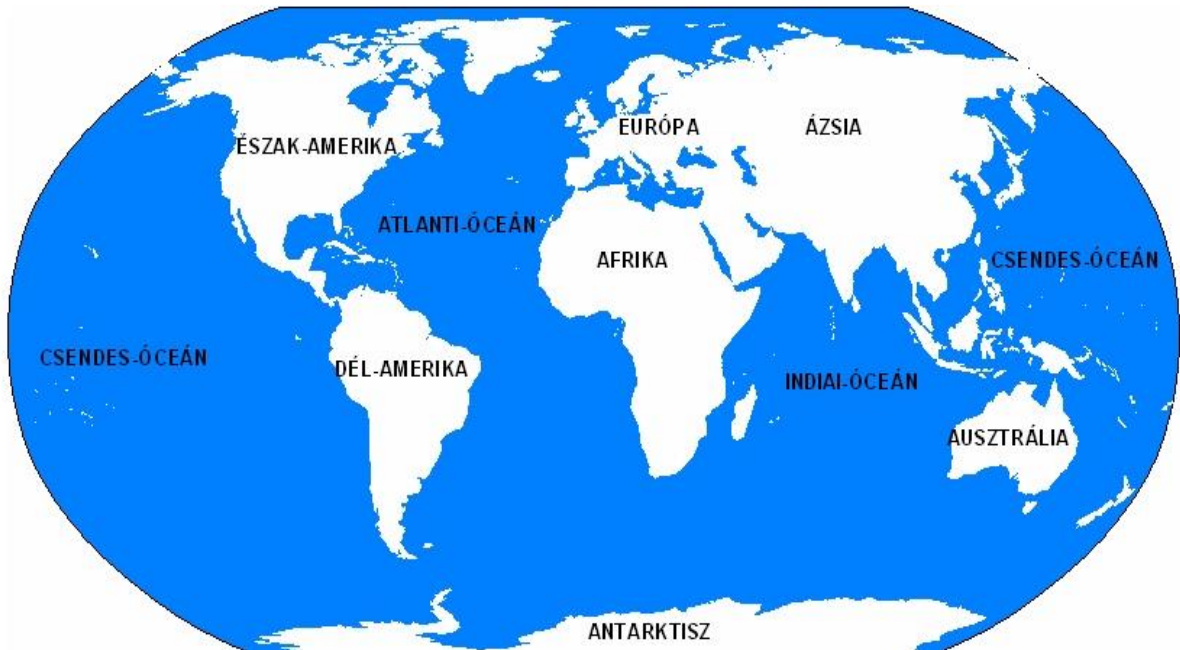 EURÓPA
ÁZSIA
ÉSZAK-AMERIKA
ATLANTI-ÓCEÁN
AFRIKA
CSENDES-ÓCEÁN
CSENDES-ÓCEÁN
DÉL-AMERIKA
INDIAI-ÓCEÁN
AUSZTRÁLIA
ANTARKTISZ